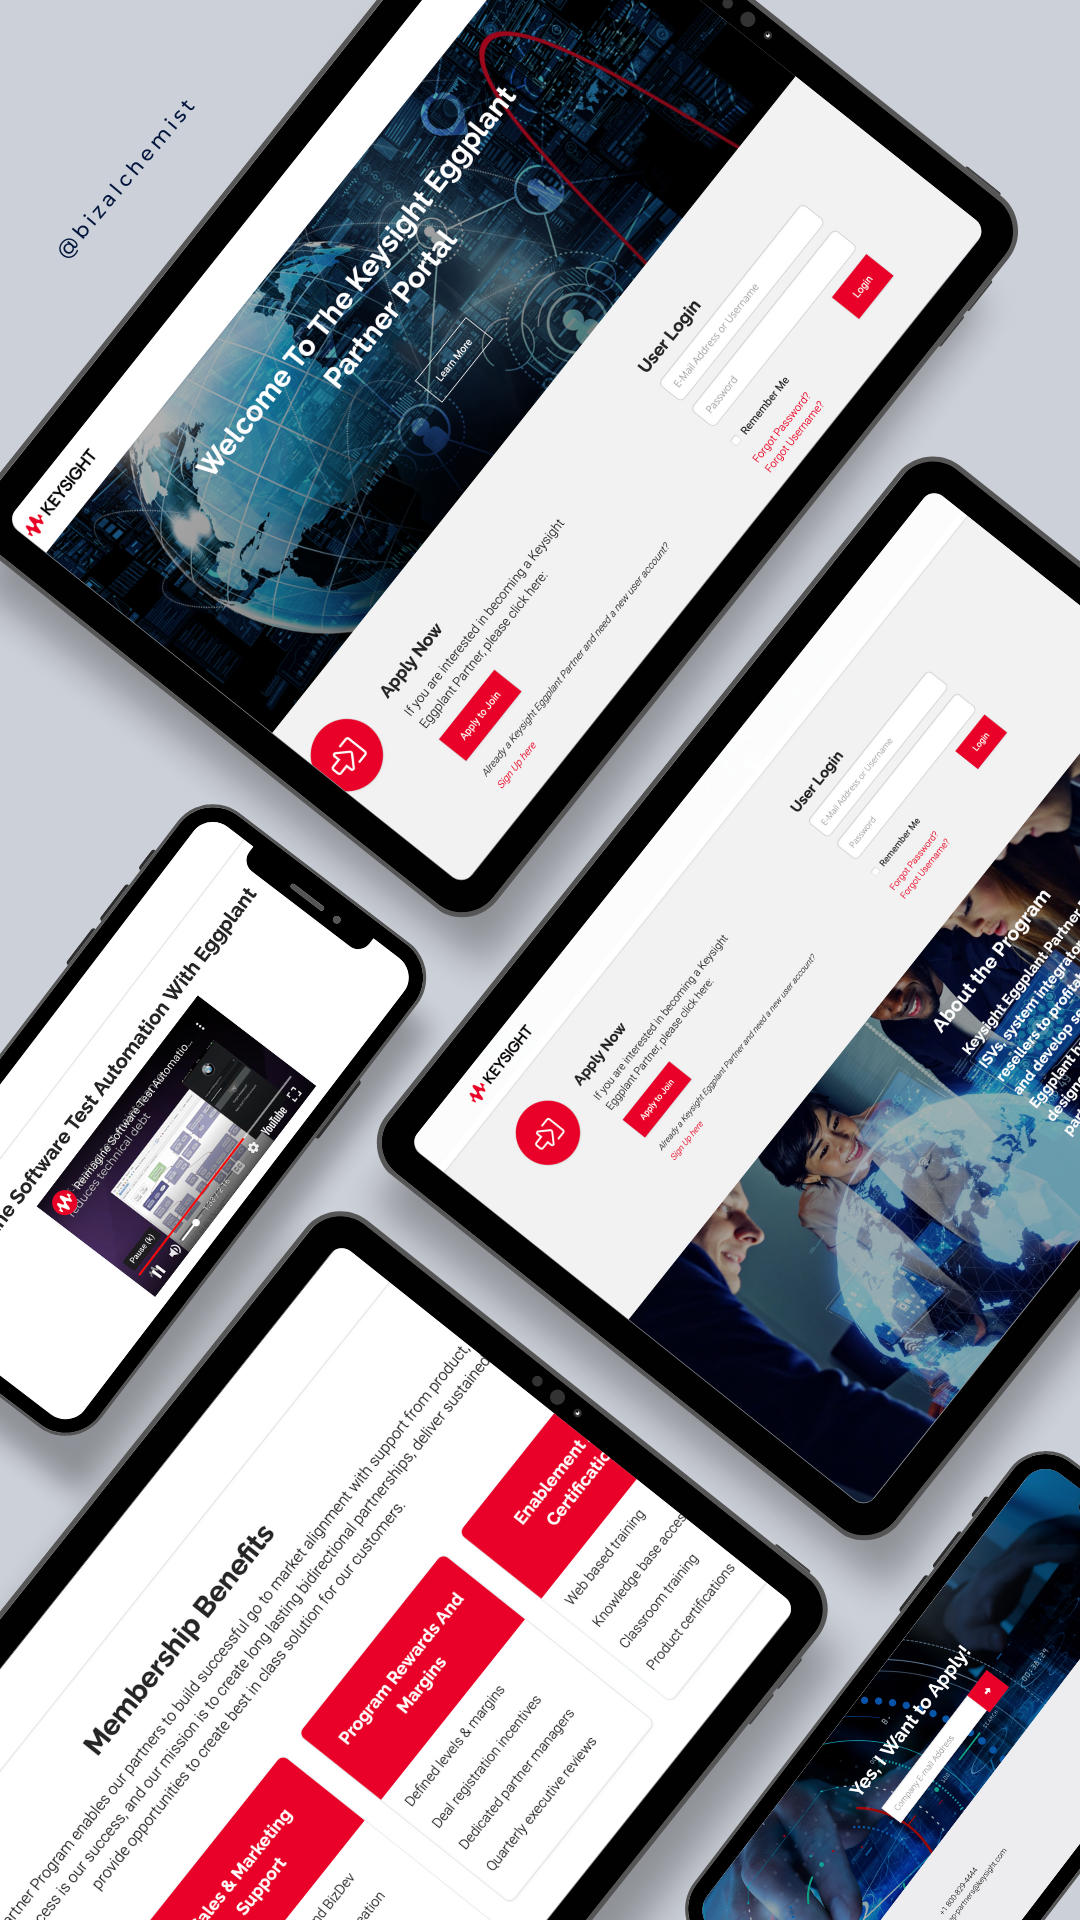 @bizalchemist
KEYSIGHT
Welcome To The Keysight Eggplant
Partner Portal
Learn More
Apply Now
If you are interested in becoming a Keysight
Eggplant Partner, please click here:
Apply to Join
Already a Keysight Eggplant Partner and need a new user account?
Sign Up here
User Login
E-Mail Address or Username
Password
Remember Me
Login
Forgot Password?
Forgot Username?
KEYSIGHT
Apply Now
If you are interested in becoming a Keysight
Eggplant Partner, please click here:
Apply to Join
Already a Keysight Eggplant Partner and need a new user account?
Sign Up here
User Login
E-Mail Address or Username
Password
Remember Me
Login
Forgot Password?
Forgot Username?
About the Program
Keysight Eggplant Partner
ISVs, system integrato
resellers to profita
and develop se
Eggplant h
design
pa
ne Software Test Automation With Eggplant
Reimagine Software Test Automatio...
reduces technical debt
Pause (k)
YouTube
Membership Benefits
artner Program enables our partners to build successful go to market alignment with support from product,
cess is our success, and our mission is to create long lasting bidirectional partnerships, deliver sustained
provide opportunities to create best in class solution for our customers.
ales & Marketing
Support
nd BizDev
eation
Program Rewards And
Margins
Defined levels & margins
Deal registration incentives
Dedicated partner managers
Quarterly executive reviews
Enablement
Certificatio
Web based training
Knowledge base acces
Classroom training
Product certifications
Yes, I Want to Apply!
Company E-mail Address
+1 800-829-4444
ep-partners@keysight.com